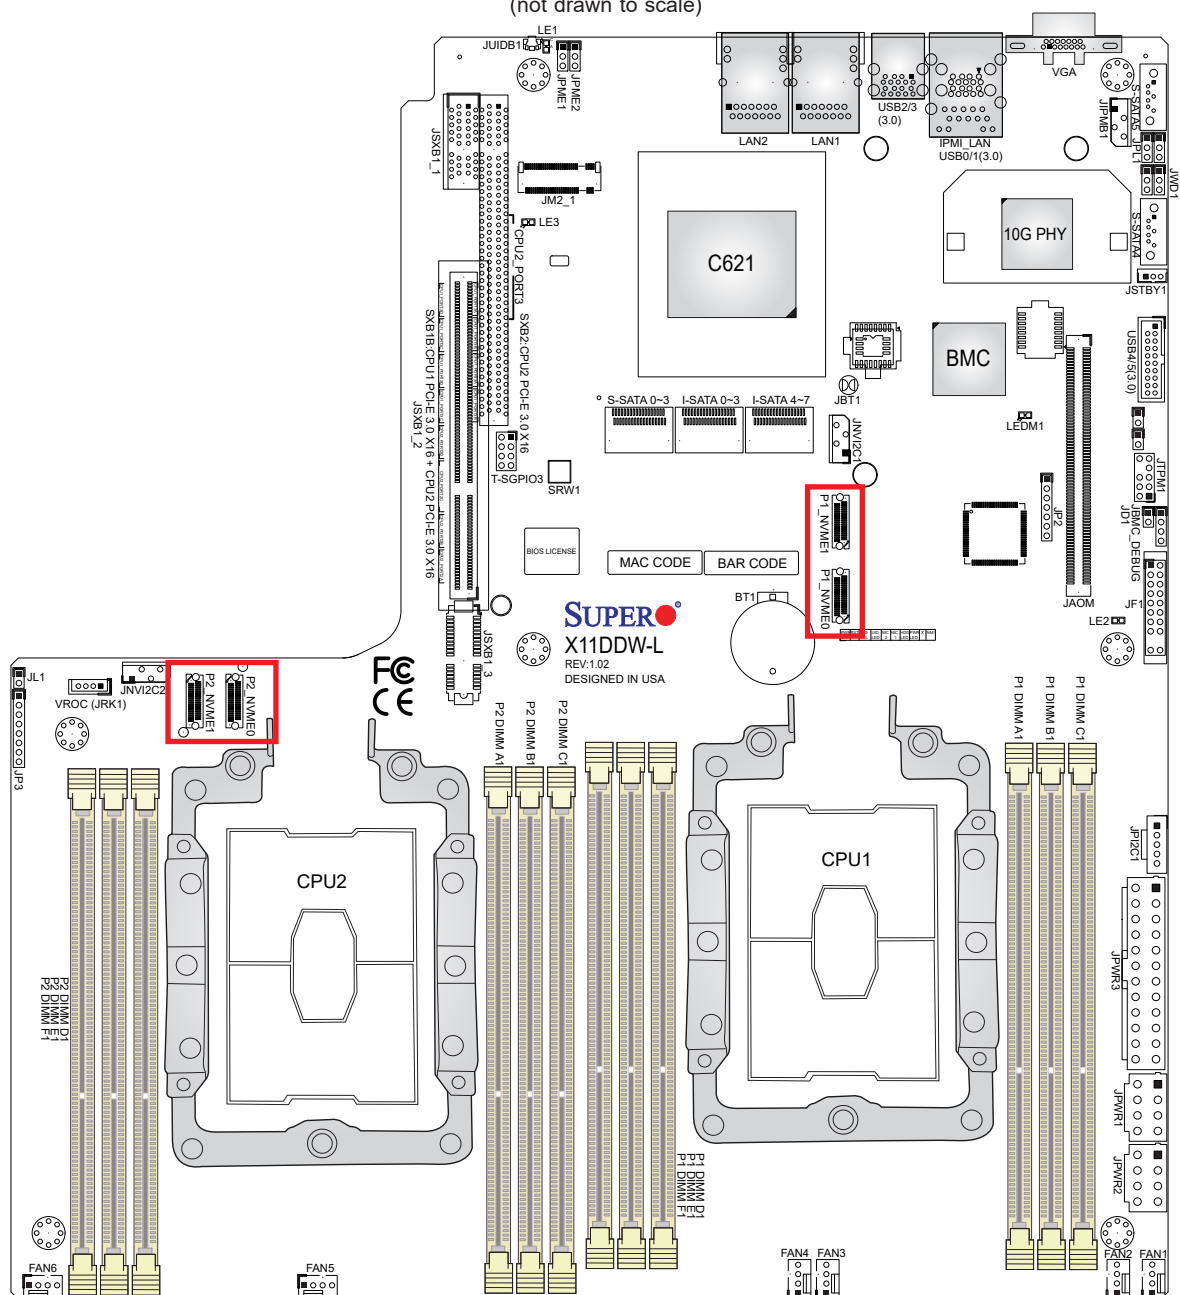 (not drawn to scale)
LE1
JUIDB1
JPME1
JPME2
LAN2
LAN1
USB2/3
(3.0)
IPMI_LAN
USB0/1(3.0)
VGA
JIPMB1
S-SATA5
JPL1
JWD1
S-SATA4
JSTBY1
USB4/5(3.0)
JSXB1_1
JM2_1
LE3
CPU2_PORT3
C621
10G PHY
BMC
SXB2:CPU2 PCI-E 3.0 X16
SXB1B:CPU1 PCI-E 3.0 X16 + CPU2 PCI-E 3.0 X16
JSXB1_2
S-SATA 0~3
I-SATA 0~3
I-SATA 4~7
JBT1
JNVI2C1
LEDM1
T-SGPIO3
SRW1
JTPM1
JP2
JD1
JBMC_DEBUG
P1_NVME1
P1_NVME0
BIOS LICENSE
MAC CODE
BAR CODE
BT1
JAOM
JF1
LE2
SUPER
X11DDW-L
REV:1.02
DESIGNED IN USA
JSXB1_3
FC
CE
JL1
VROC (JRK1)
JNVI2C2
P2_NVME1
P2_NVME0
JP3
P2 DIMM A1
P2 DIMM B1
P2 DIMM C1
P1 DIMM A1
P1 DIMM B1
P1 DIMM C1
CPU2
CPU1
JPI2C1
JPWR3
P2 DIMM D1
P2 DIMM E1
P2 DIMM F1
JPWR1
JPWR2
P1 DIMM D1
P1 DIMM E1
P1 DIMM F1
FAN6
FAN5
FAN4
FAN3
FAN2
FAN1